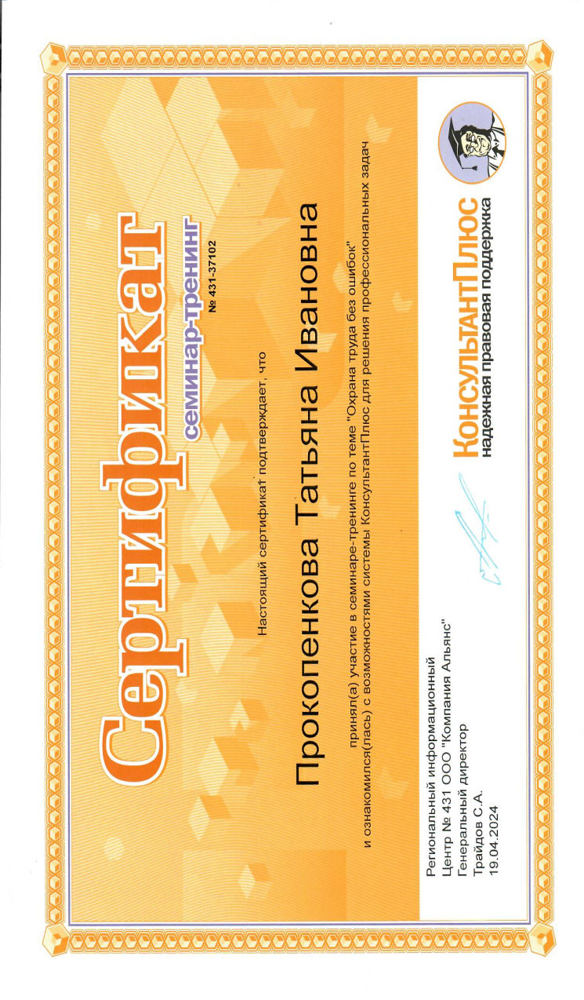 Сертификат
семинар-тренинг
№ 431-37102
Настоящий сертификат подтверждает, что
Прокопенкова Татьяна Ивановна
принял(а) участие в семинаре-тренинге по теме "Охрана труда без ошибок"
и ознакомился(лась) с возможностями системы КонсультантПлюс для решения профессиональных задач
Региональный информационный
Центр № 431 ООО "Компания Альянс"
Генеральный директор
Трайдов С.А.
19.04.2024
КонсультантПлюс
надежная правовая поддержка